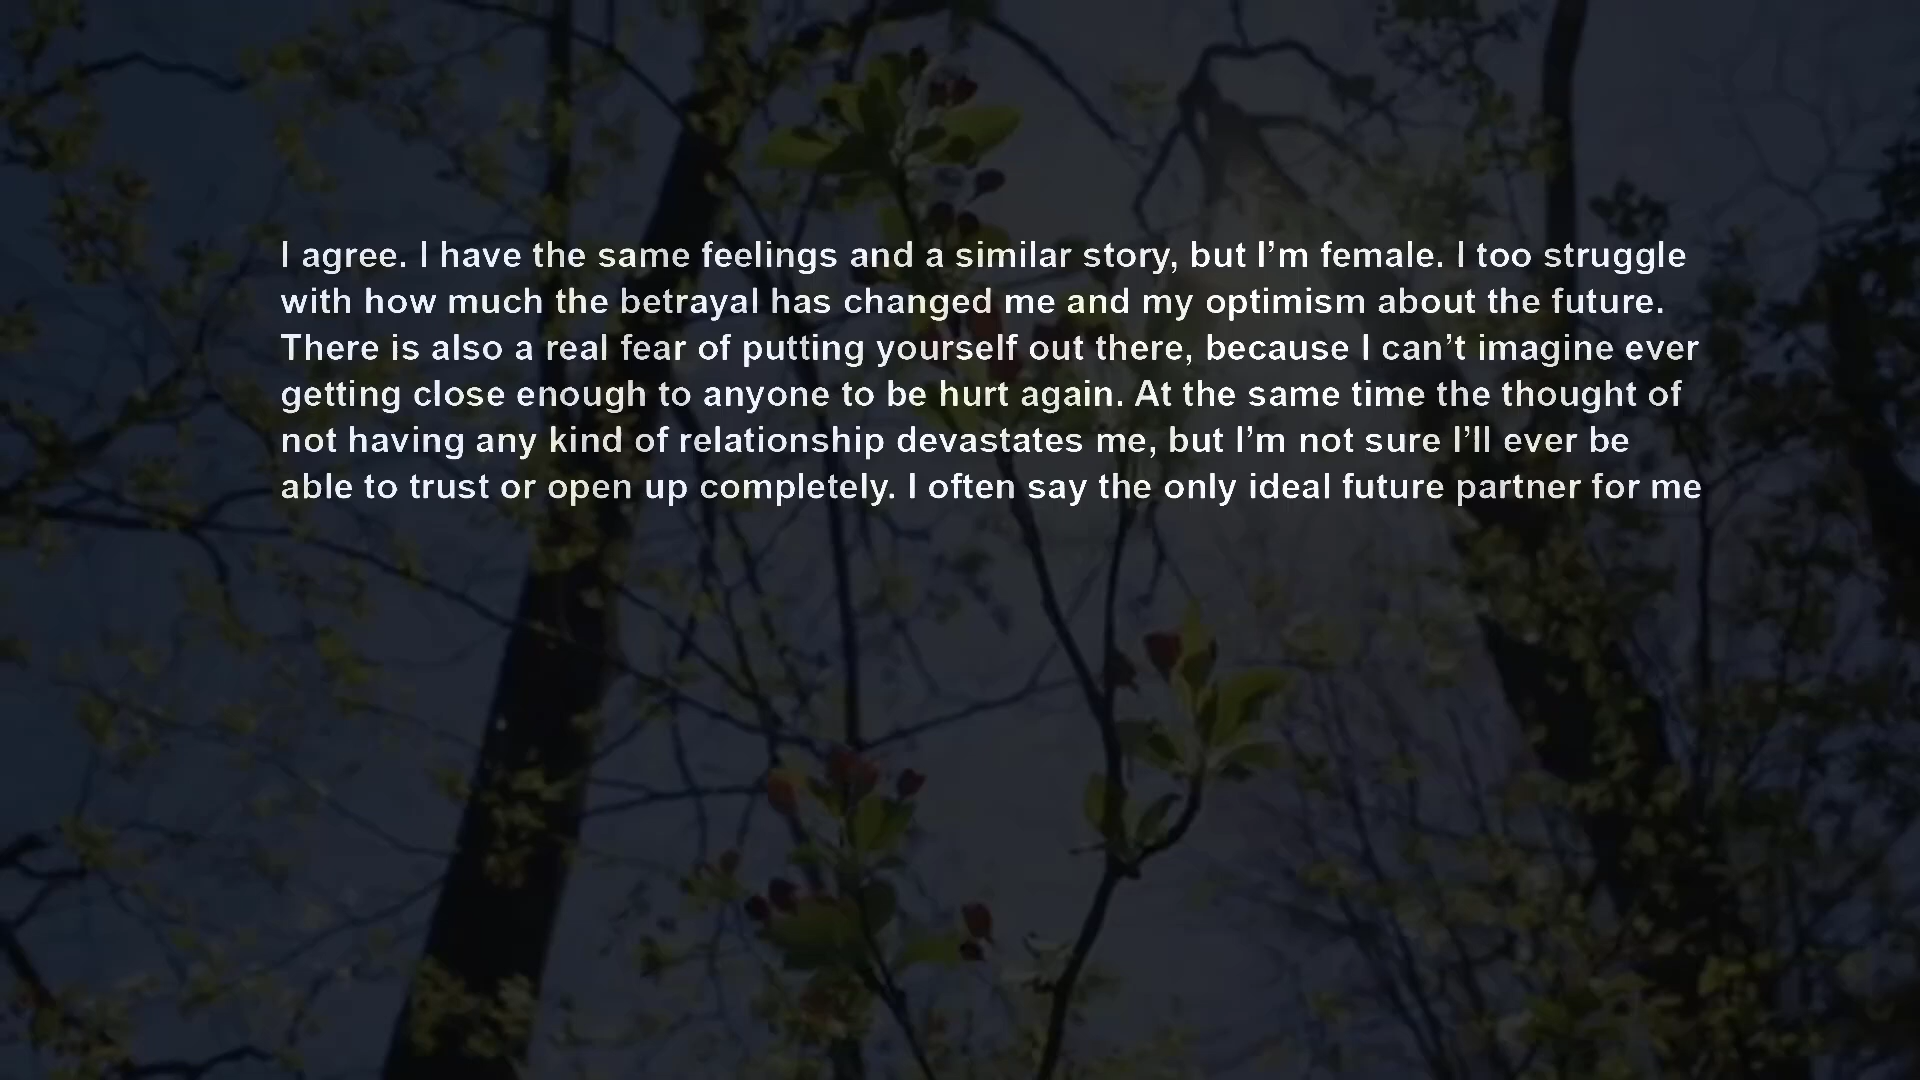 I agree. I have the same feelings and a similar story, but I’m female. I too struggle
with how much the betrayal has changed me and my optimism about the future.
There is also a real fear of putting yourself out there, because I can’t imagine ever
getting close enough to anyone to be hurt again. At the same time the thought of
not having any kind of relationship devastates me, but I’m not sure I’ll ever be
able to trust or open up completely. I often say the only ideal future partner for me